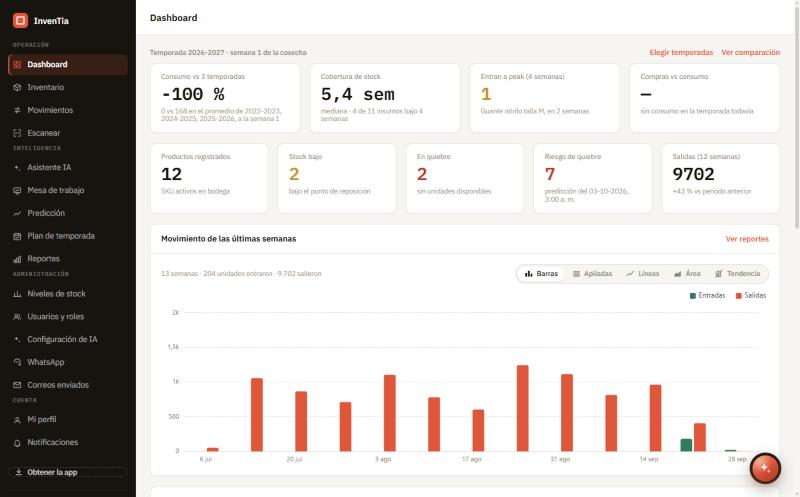 InvenTia
OPERACIÓN
Dashboard
Inventario
Movimientos
Escanear
INTELIGENCIA
Asistente IA
Mesa de trabajo
Predicción
Plan de temporada
Reportes
ADMINISTRACIÓN
Niveles de stock
Usuarios y roles
Configuración de IA
WhatsApp
Correos enviados
CUENTA
Mi perfil
Notificaciones
Obtener la app
Dashboard
Temporada 2026-2027 · semana 1 de la cosecha
Elegir temporadas Ver comparación
Consumo vs 3 temporadas
-100 %
0 vs 168 en el promedio de 2022-2023,
2024-2025, 2025-2026, a la semana 1
Cobertura de stock
5,4 sem
mediana · 4 de 11 insumos bajo 4
semanas
Entran a peak (4 semanas)
1
Guante nitrilo talla M, en 2 semanas
Compras vs consumo
—
sin consumo en la temporada todavía
Productos registrados
12
SKU activos en bodega
Stock bajo
2
bajo el punto de reposición
En quiebre
2
sin unidades disponibles
Riesgo de quiebre
7
predicción del 03-10-2026,
3:00 a. m.
Salidas (12 semanas)
9702
+43 % vs periodo anterior
Movimiento de las últimas semanas
Ver reportes
13 semanas · 204 unidades entraron · 9.702 salieron
Barras Apiladas Líneas Área Tendencia
Entradas Salidas
2k
1,5k
1k
500
0
6 jul 20 jul 3 ago 17 ago 31 ago 14 sep 28 sep